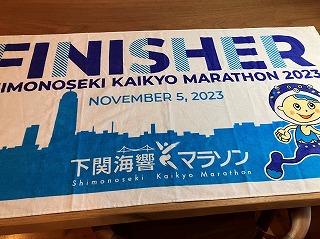 FINISHER
SHIMONOSEKI KAIKYO MARATHON 2023
NOVEMBER 5, 2023
下関海響マラソン
Shimonoseki Kaikyo Marathon